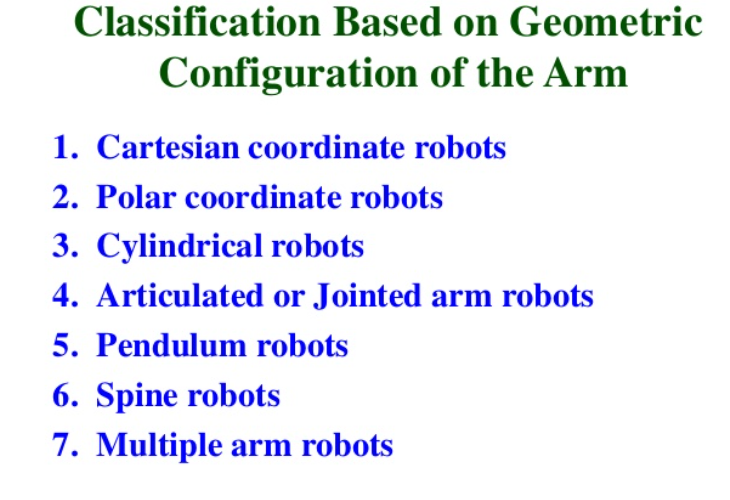 Classification Based on Geometric
Configuration of the Arm
1. Cartesian coordinate robots
2. Polar coordinate robots
3. Cylindrical robots
4. Articulated or Jointed arm robots
5. Pendulum robots
6. Spine robots
7. Multiple arm robots